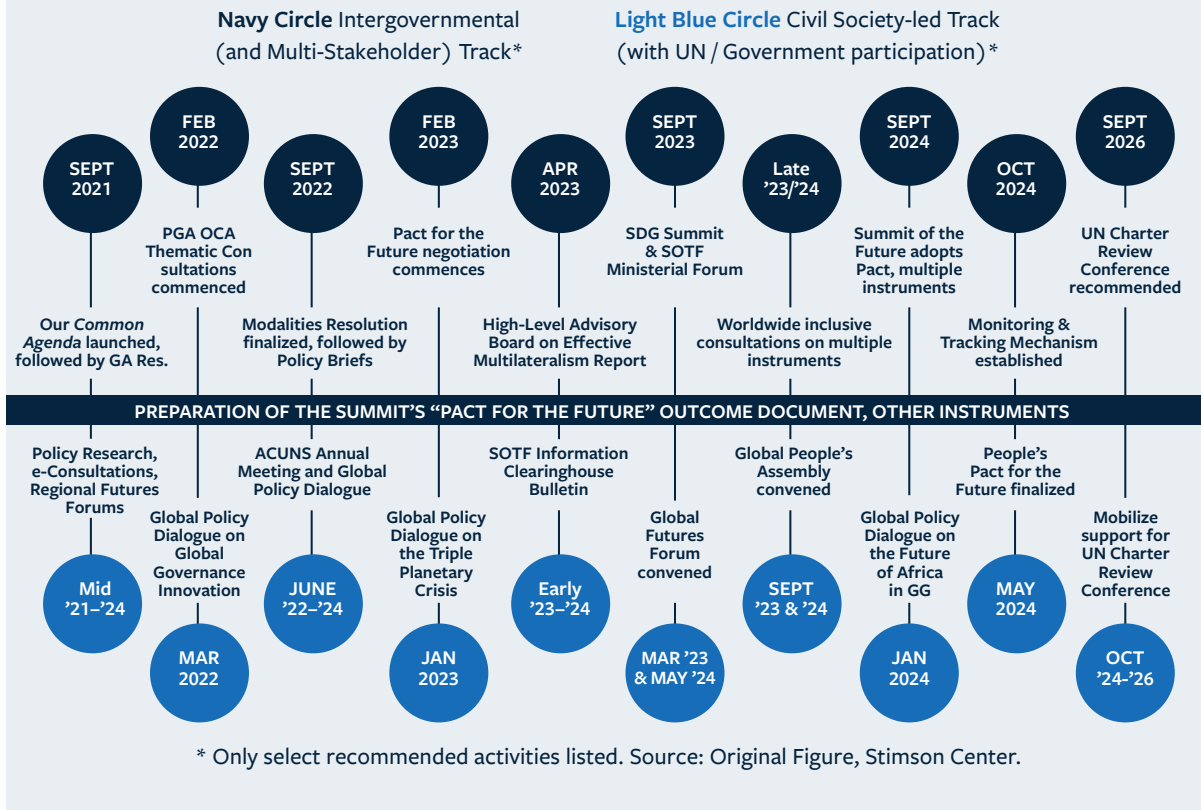 Navy Circle Intergovernmental
(and Multi-Stakeholder) Track*
Light Blue Circle Civil Society-led Track
(with UN / Government participation)*
SEPT
2021
Our Common
Agenda launched,
followed by GA Res.
FEB
2022
PGA OCA
Thematic Con
sultations
commenced
SEPT
2022
Modalities Resolution
finalized, followed by
Policy Briefs
FEB
2023
Pact for the
Future negotiation
commences
APR
2023
High-Level Advisory
Board on Effective
Multilateralism Report
SEPT
2023
SDG Summit
& SOTF
Ministerial Forum
Late
’23/’24
Worldwide inclusive
consultations on multiple
instruments
SEPT
2024
Summit of the
Future adopts
Pact, multiple
instruments
OCT
2024
Monitoring &
Tracking Mechanism
established
SEPT
2026
UN Charter
Review
Conference
recommended
PREPARATION OF THE SUMMIT’S “PACT FOR THE FUTURE” OUTCOME DOCUMENT, OTHER INSTRUMENTS
Policy Research,
e-Consultations,
Regional Futures
Forums
Mid
’21–’24
Global Policy
Dialogue on
Global
Governance
Innovation
MAR
2022
ACUNS Annual
Meeting and Global
Policy Dialogue
JUNE
’22–’24
Global Policy
Dialogue on
the Triple
Planetary
Crisis
JAN
2023
SOTF Information
Clearinghouse
Bulletin
Early
’23–’24
Global
Futures
Forum
convened
MAR ’23
& MAY ’24
Global People’s
Assembly
convened
SEPT
’23 & ’24
Global Policy
Dialogue on
the Future
of Africa
in GG
JAN
2024
People’s
Pact for the
Future finalized
MAY
2024
Mobilize
support for
UN Charter
Review
Conference
OCT
’24-’26
* Only select recommended activities listed. Source: Original Figure, Stimson Center.